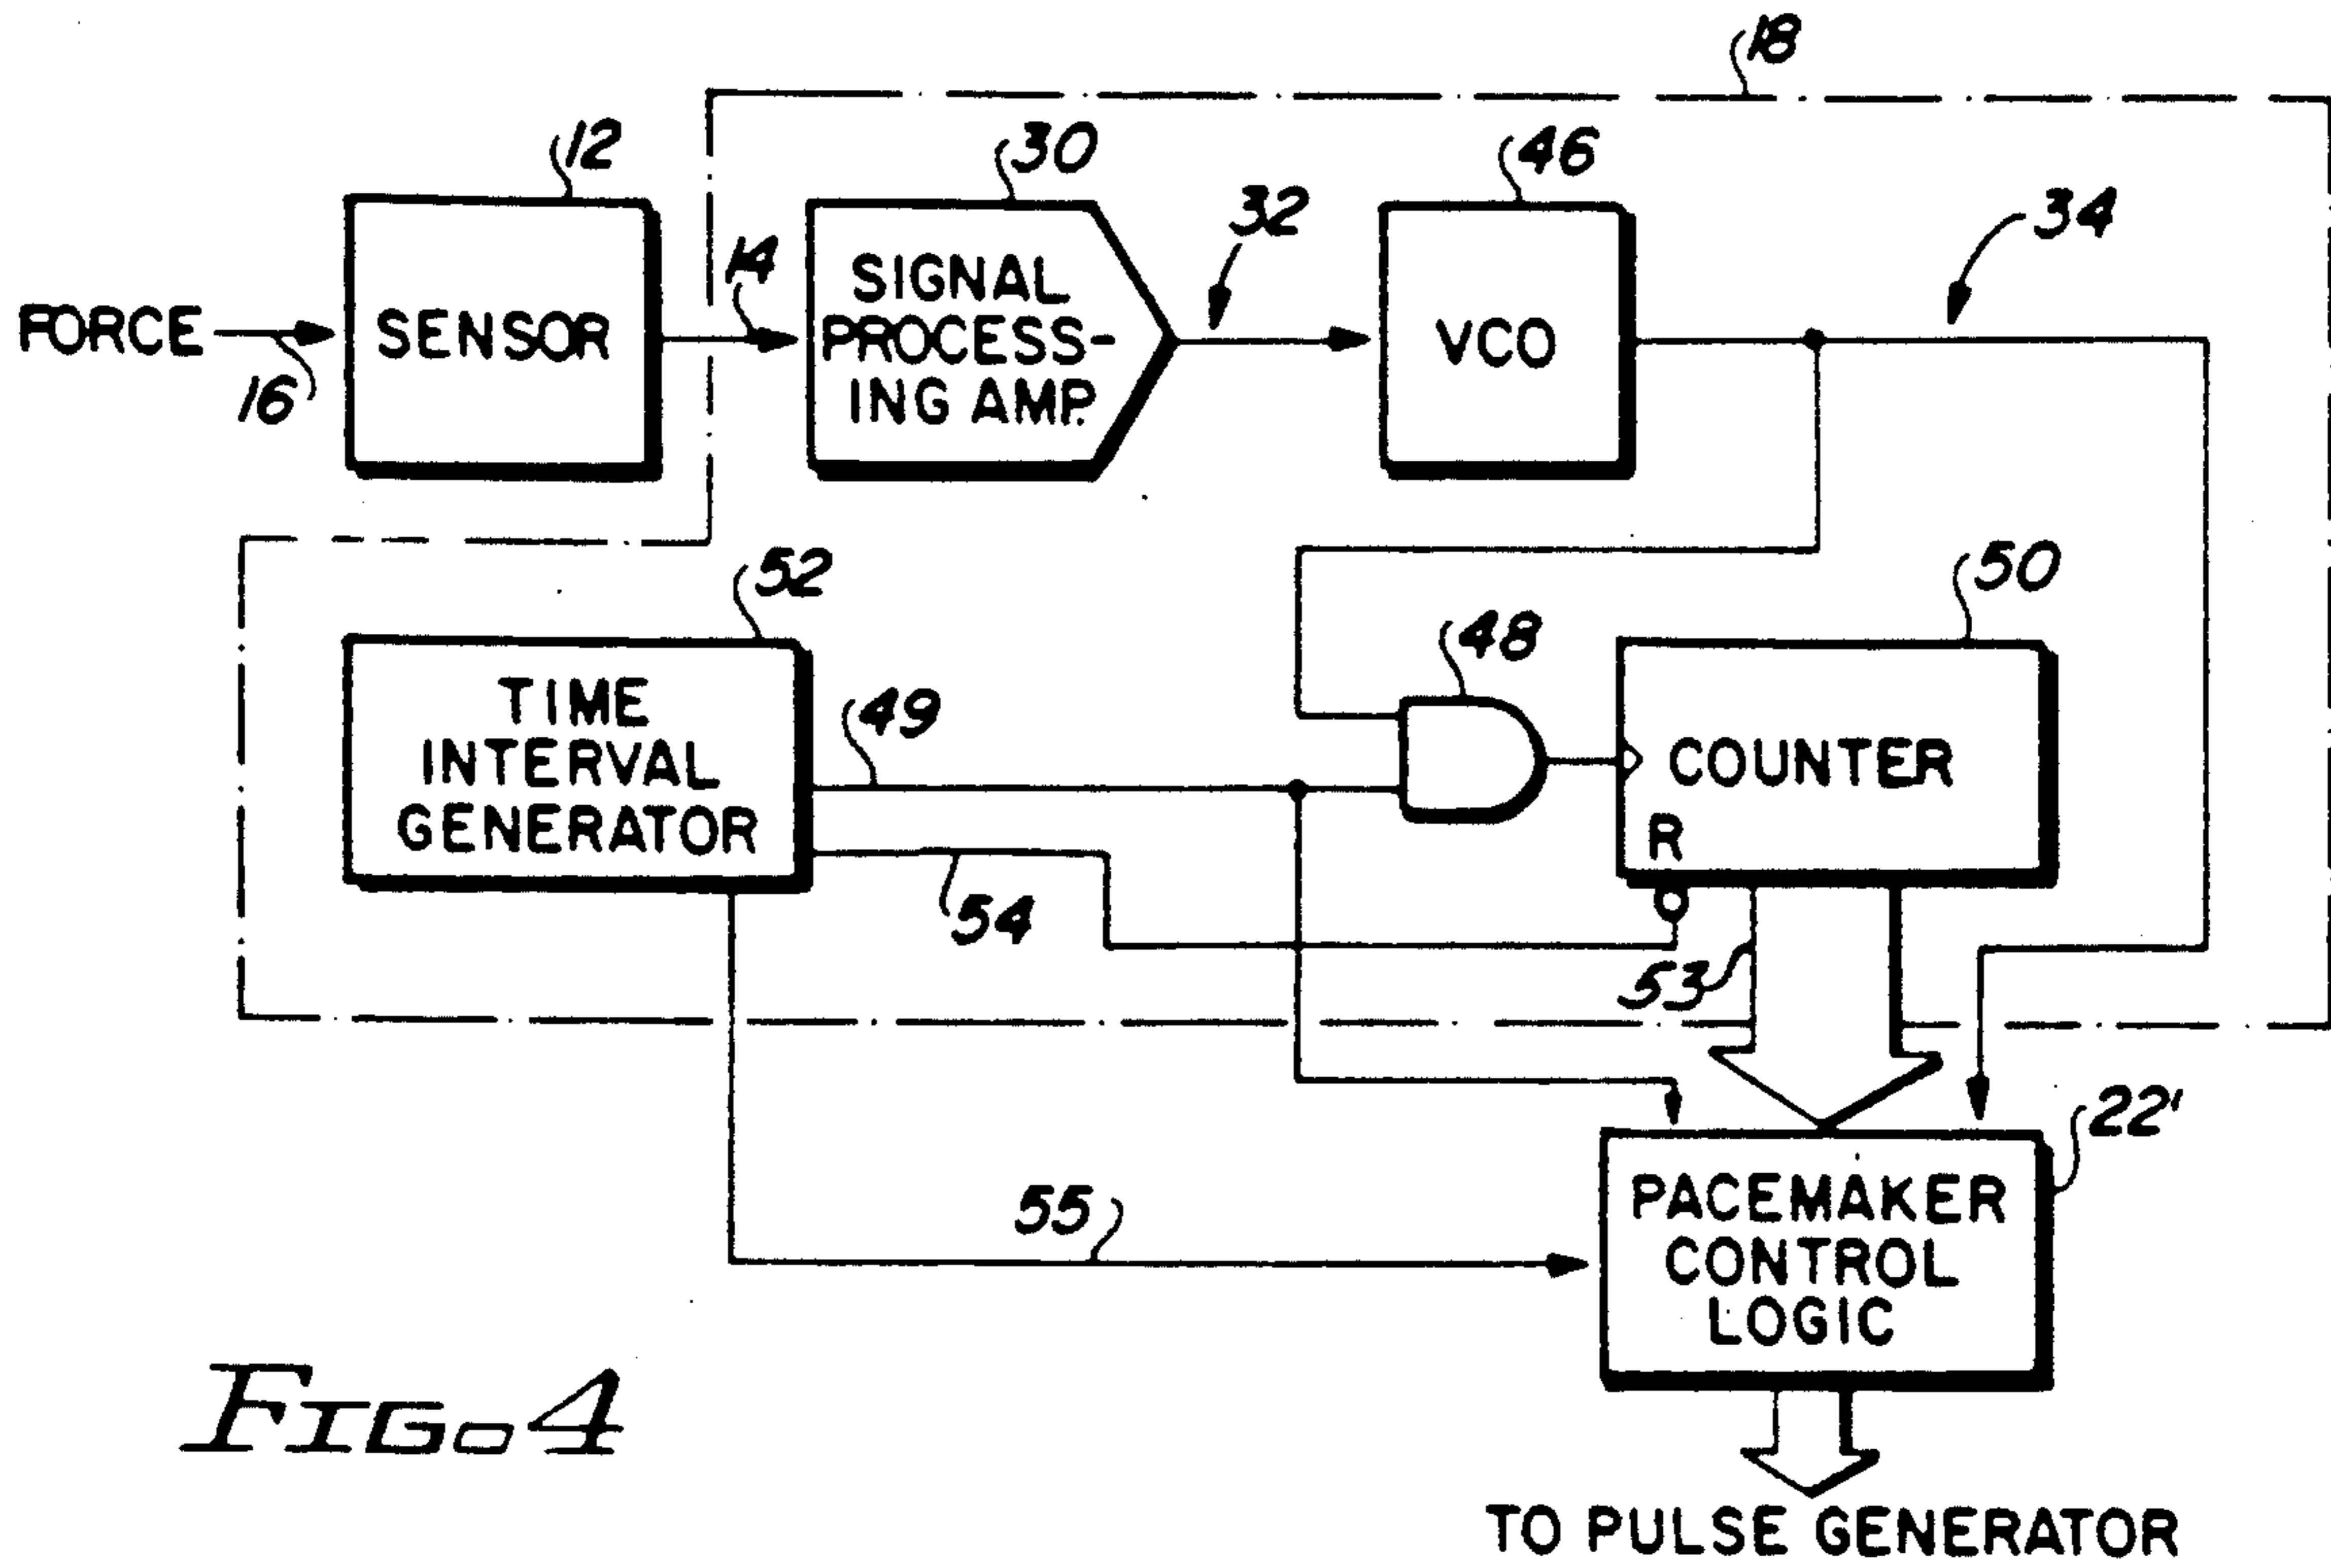 18
12
30
46
32
34
14
FORCE
16
SENSOR
SIGNAL
PROCESS-
ING AMP.
VCO
52
50
48
49
TIME
INTERVAL
GENERATOR
COUNTER
R
54
53
22'
55
PACEMAKER
CONTROL
LOGIC
FIG. 4
TO PULSE GENERATOR